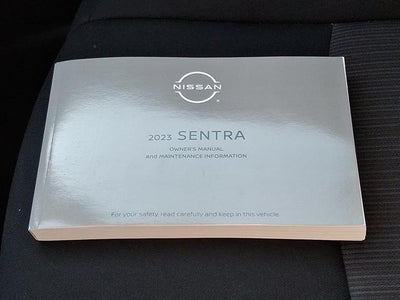 NISSAN
2023 SENTRA
OWNER'S MANUAL
and MAINTENANCE INFORMATION
For your safety, read carefully and keep in this vehicle.